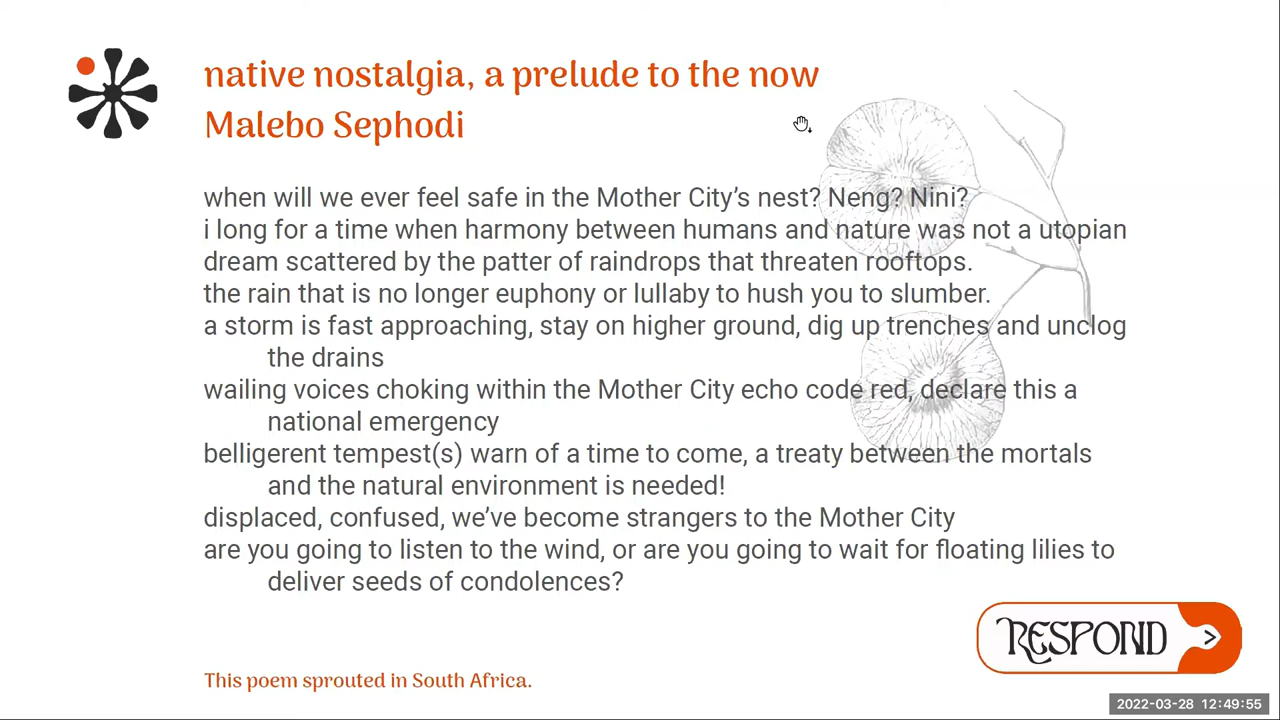 native nostalgia, a prelude to the now
Malebo Sephodi
when will we ever feel safe in the Mother City’s nest? Neng? Nini?
i long for a time when harmony between humans and nature was not a utopian
dream scattered by the patter of raindrops that threaten rooftops.
the rain that is no longer euphony or lullaby to hush you to slumber.
a storm is fast approaching, stay on higher ground, dig up trenches and unclog
the drains
wailing voices choking within the Mother City echo code red, declare this a
national emergency
belligerent tempest(s) warn of a time to come, a treaty between the mortals
and the natural environment is needed!
displaced, confused, we’ve become strangers to the Mother City
are you going to listen to the wind, or are you going to wait for floating lilies to
deliver seeds of condolences?
RESPOND
This poem sprouted in South Africa.
2022-03-28 12:49:55